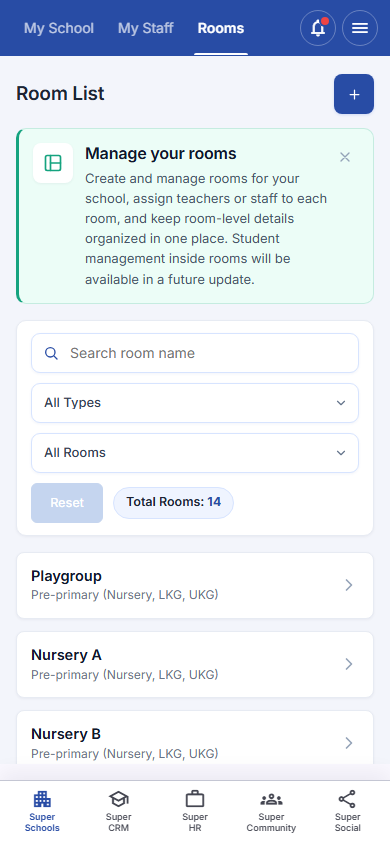 My School My Staff Rooms
Room List
+
Manage your rooms
Create and manage rooms for your
school, assign teachers or staff to each
room, and keep room-level details
organized in one place. Student
management inside rooms will be
available in a future update.
Search room name
All Types
All Rooms
Reset Total Rooms: 14
Playgroup
Pre-primary (Nursery, LKG, UKG)
Nursery A
Pre-primary (Nursery, LKG, UKG)
Nursery B
Pre-primary (Nursery, LKG, UKG)
Super Super Super Super Super
Schools CRM HR Community Social